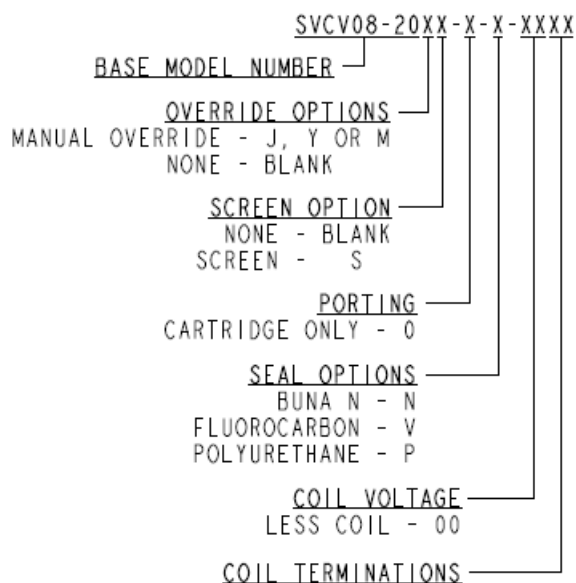 SVCV08-20XX-X-X-XXXX
BASE MODEL NUMBER
OVERRIDE OPTIONS
MANUAL OVERRIDE - J, Y OR M
NONE - BLANK
SCREEN OPTION
NONE - BLANK
SCREEN - S
PORTING
CARTRIDGE ONLY - 0
SEAL OPTIONS
BUNA N - N
FLUOROCARBON - V
POLYURETHANE - P
COIL VOLTAGE
LESS COIL - 00
COIL TERMINATIONS